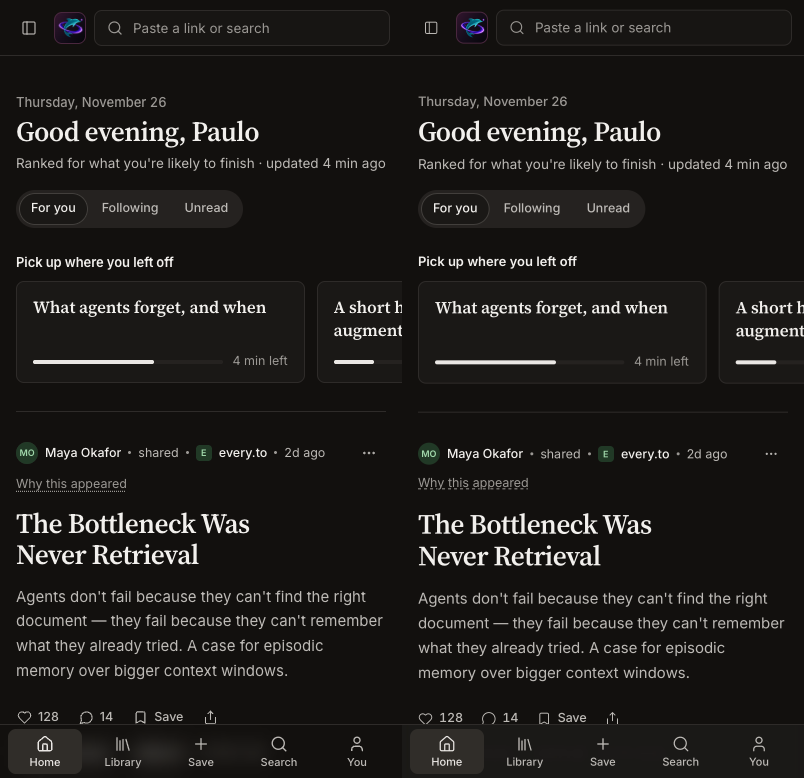 Paste a link or search
Thursday, November 26
Good evening, Paulo
Ranked for what you're likely to finish · updated 4 min ago
For you Following Unread
Pick up where you left off
What agents forget, and when
4 min left
A short h
augment
MO Maya Okafor • shared • E every.to • 2d ago
Why this appeared
The Bottleneck Was
Never Retrieval
Agents don't fail because they can't find the right
document — they fail because they can't remember
what they already tried. A case for episodic
memory over bigger context windows.
128 14 Save
Home Library Save Search You
Paste a link or search
Thursday, November 26
Good evening, Paulo
Ranked for what you're likely to finish · updated 4 min ago
For you Following Unread
Pick up where you left off
What agents forget, and when
4 min left
A short h
augment
MO Maya Okafor • shared • E every.to • 2d ago
Why this appeared
The Bottleneck Was
Never Retrieval
Agents don't fail because they can't find the right
document — they fail because they can't remember
what they already tried. A case for episodic
memory over bigger context windows.
128 14 Save
Home Library Save Search You